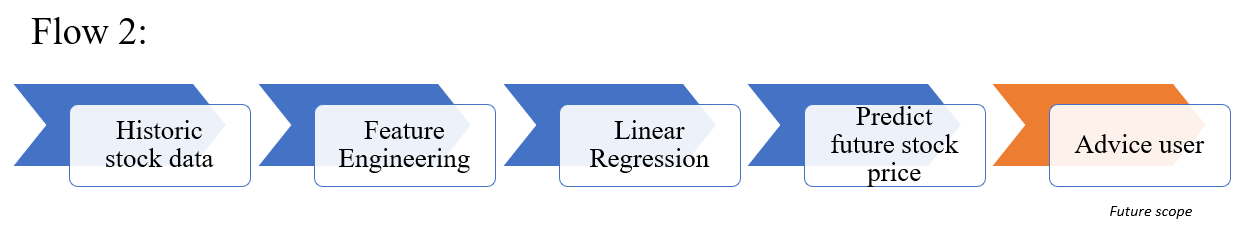 Flow 2:
Historic
stock data
Feature
Engineering
Linear
Regression
Predict
future stock
price
Advice user
Future scope